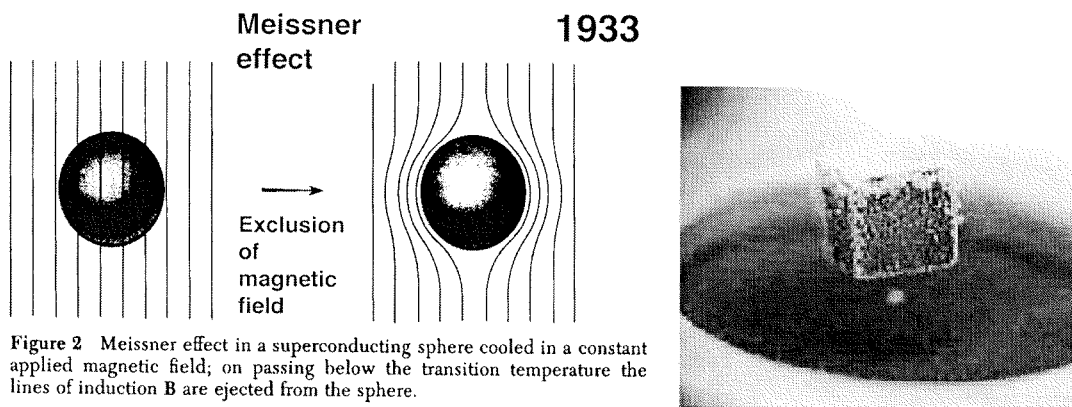 Meissner
effect
1933
Exclusion
of
magnetic
field
Figure 2 Meissner effect in a superconducting sphere cooled in a constant
applied magnetic field; on passing below the transition temperature the
lines of induction B are ejected from the sphere.